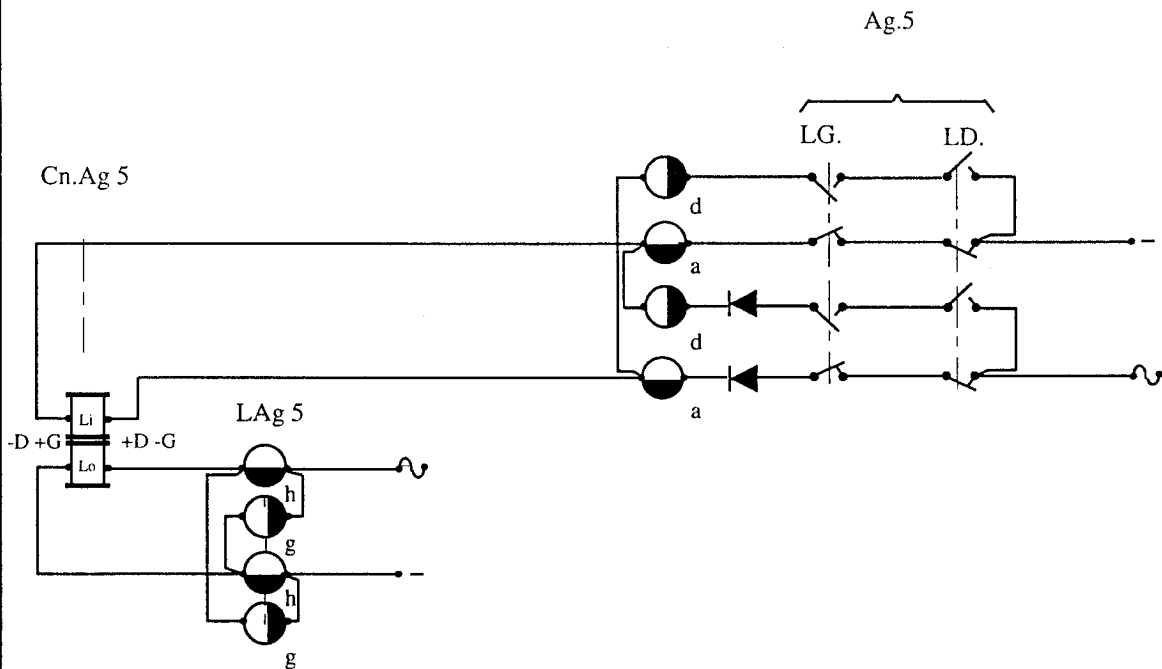 Ag.5
LG. LD.
Cn.Ag 5
d
a
d
a
-
Li
LAg 5
-D +G +D -G
Lo
h
g
h
-
g